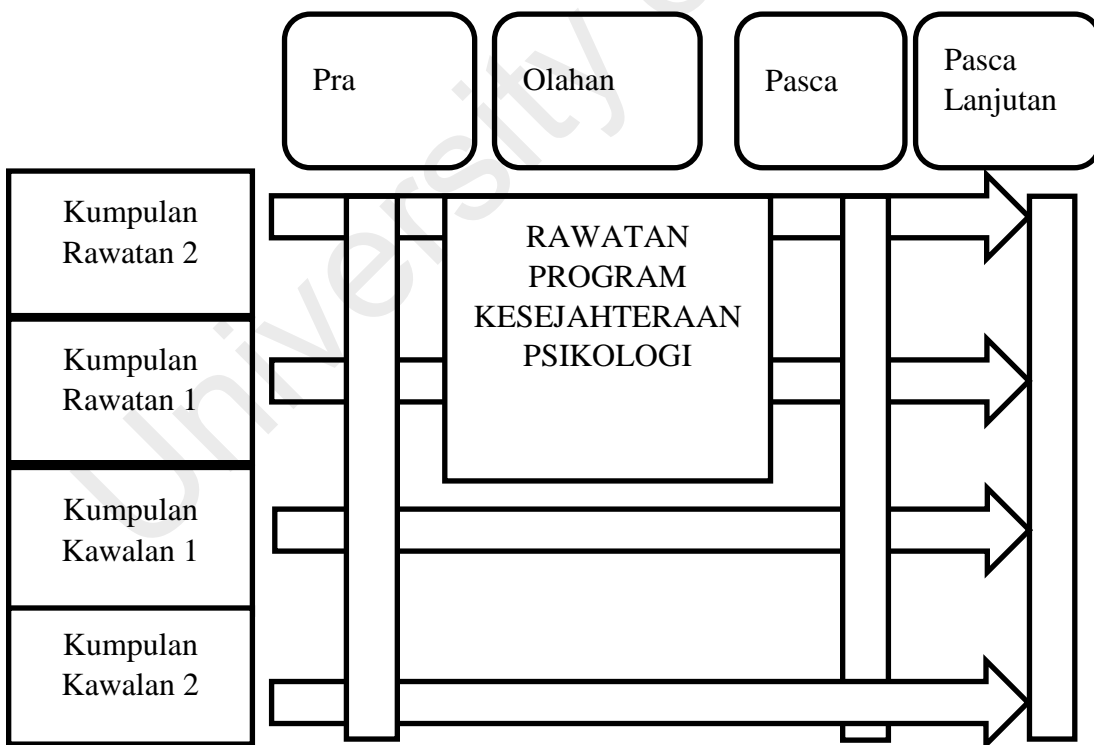 Pra
Olahan
Pasca
Pasca
Lanjutan
Kumpulan
Rawatan 2
RAWATAN
PROGRAM
KESEJAHTERAAN
PSIKOLOGI
Kumpulan
Rawatan 1
Kumpulan
Kawalan 1
Kumpulan
Kawalan 2
University